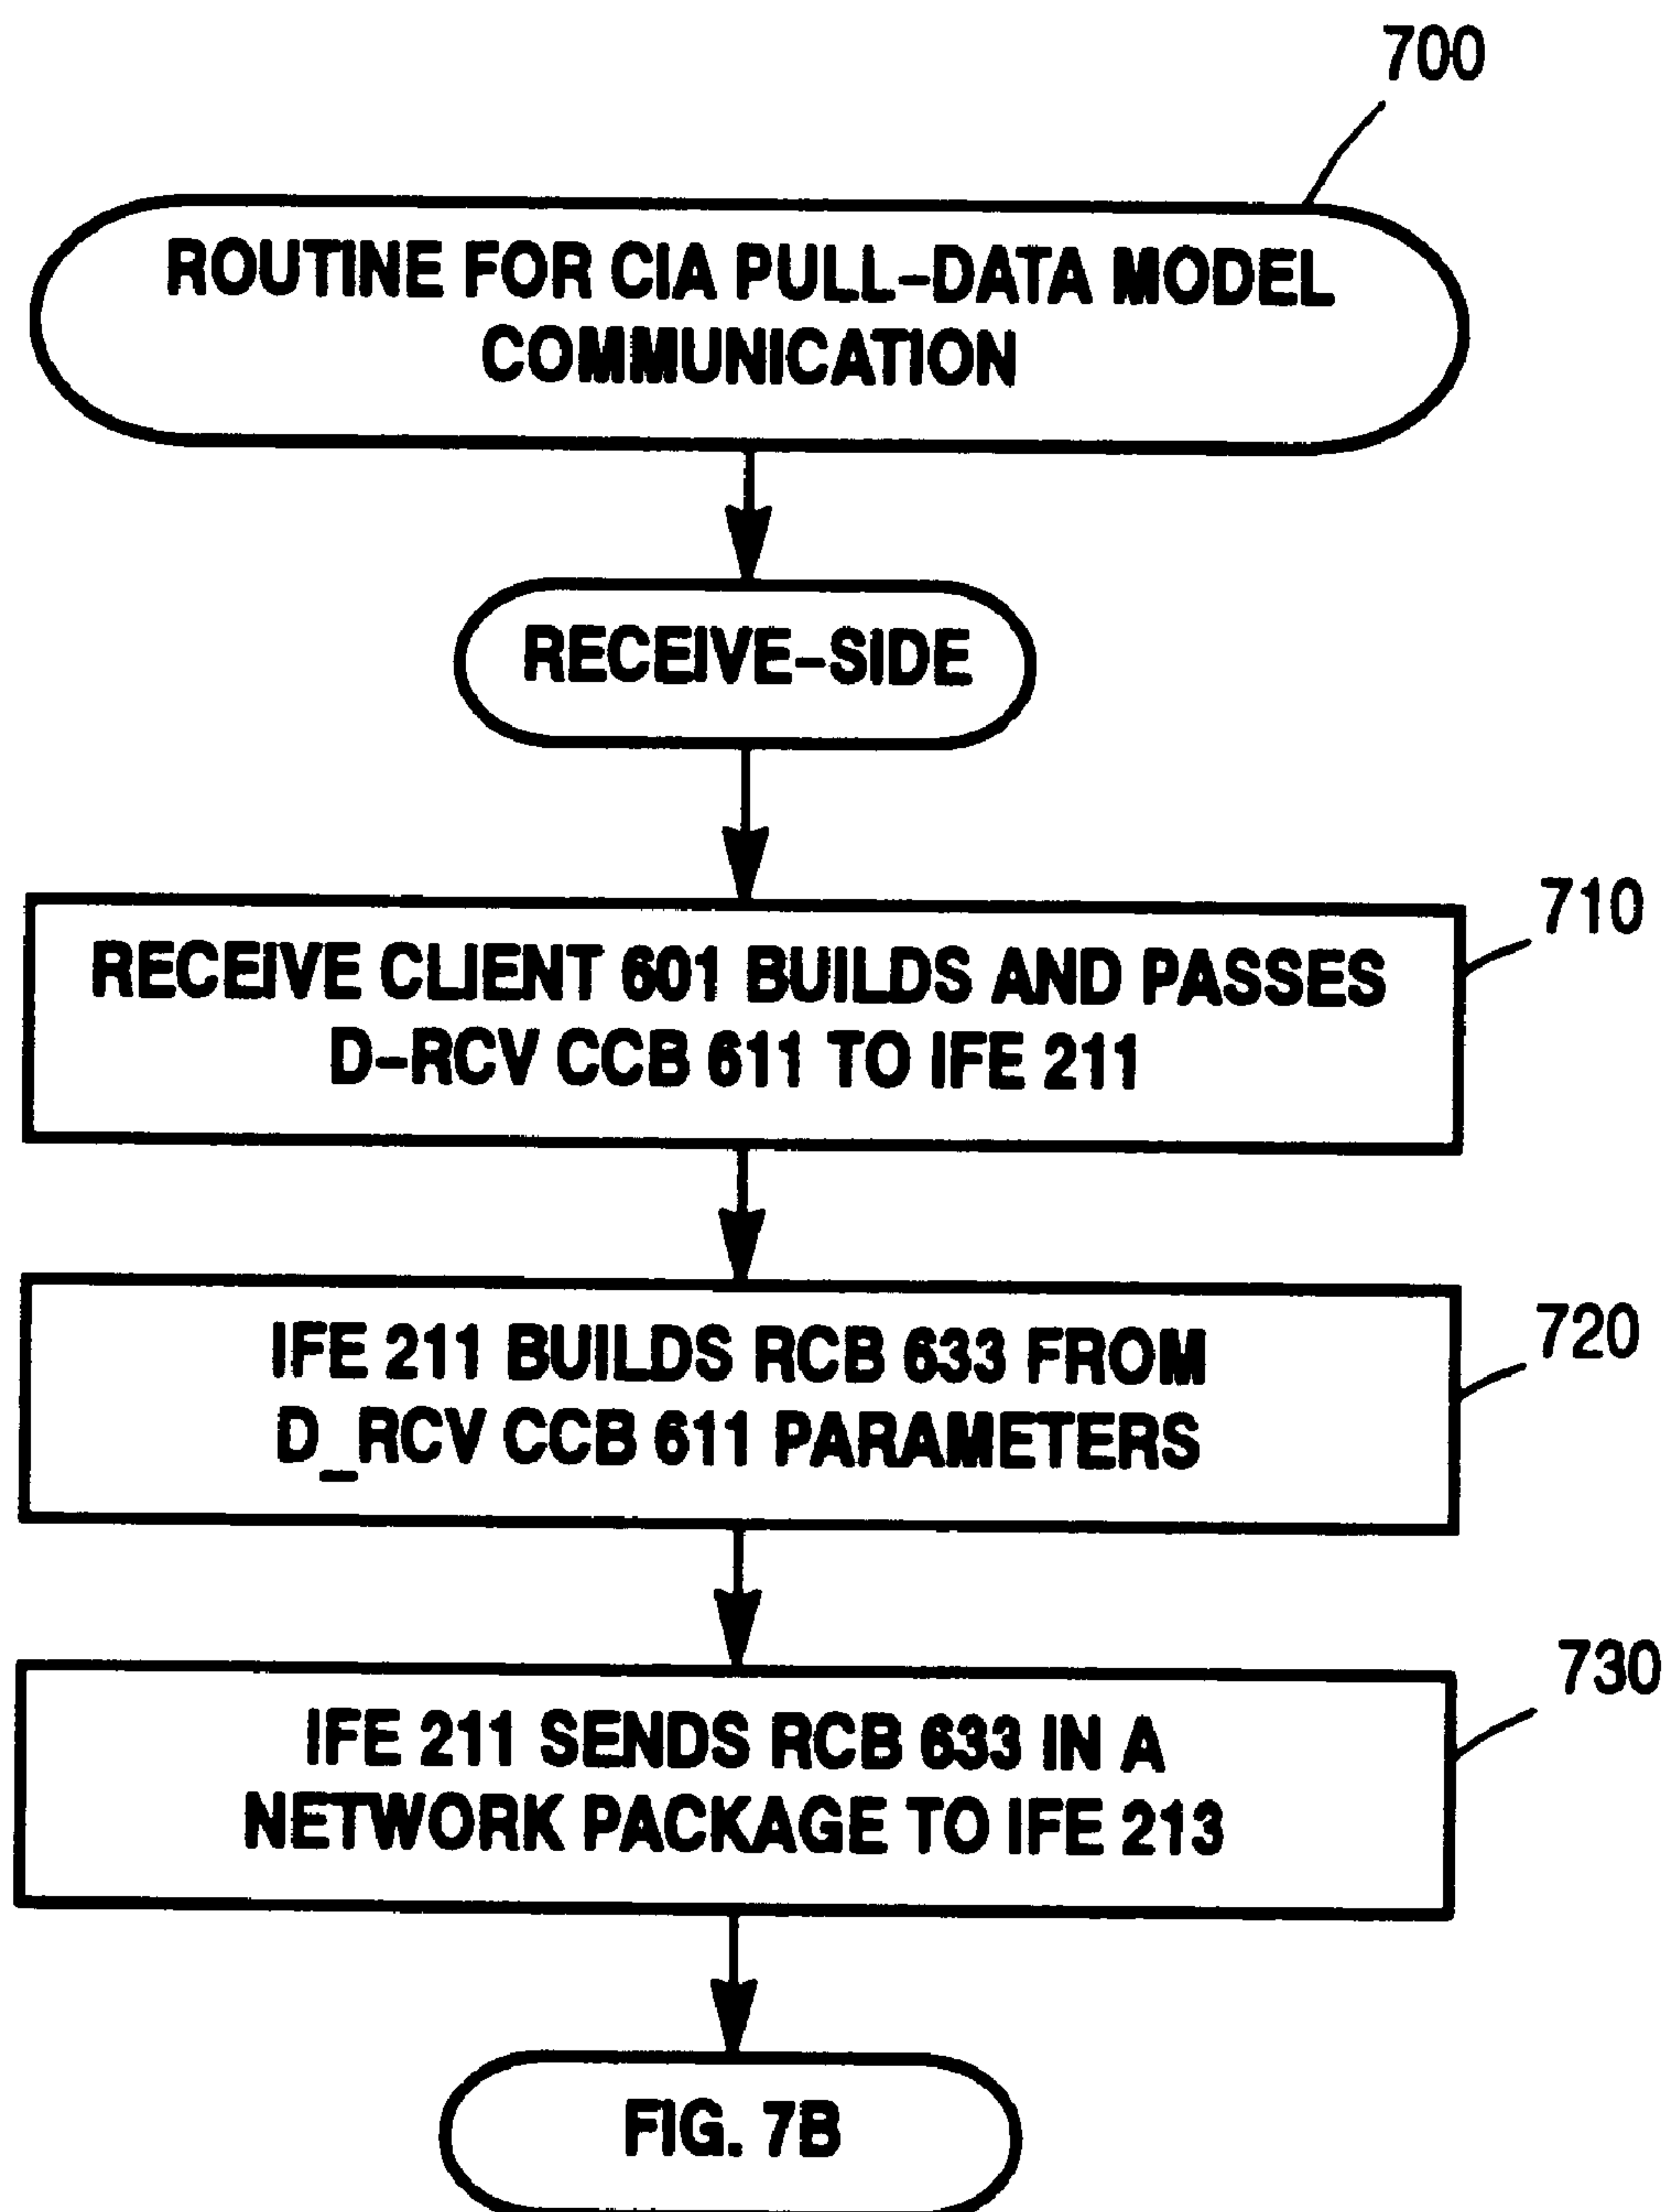 700
ROUTINE FOR CIA PULL-DATA MODEL
COMMUNICATION
RECEIVE-SIDE
710
RECEIVE CLIENT 601 BUILDS AND PASSES
D-RCV CCB 611 TO IFE 211
720
IFE 211 BUILDS RCB 633 FROM
D_RCV CCB 611 PARAMETERS
730
IFE 211 SENDS RCB 633 IN A
NETWORK PACKAGE TO IFE 213
FIG. 7B